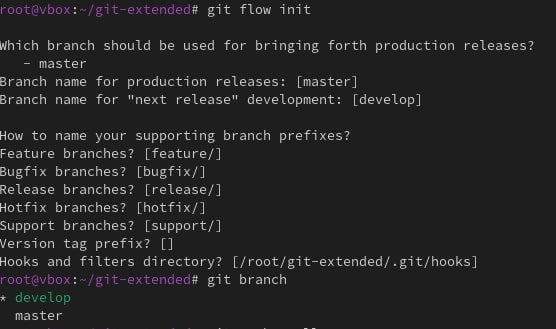 root@vbox:~/git-extended# git flow init
Which branch should be used for bringing forth production releases?
- master
Branch name for production releases: [master]
Branch name for "next release" development: [develop]
How to name your supporting branch prefixes?
Feature branches? [feature/]
Bugfix branches? [bugfix/]
Release branches? [release/]
Hotfix branches? [hotfix/]
Support branches? [support/]
Version tag prefix? []
Hooks and filters directory? [/root/git-extended/.git/hooks]
root@vbox:~/git-extended# git branch
* develop
master